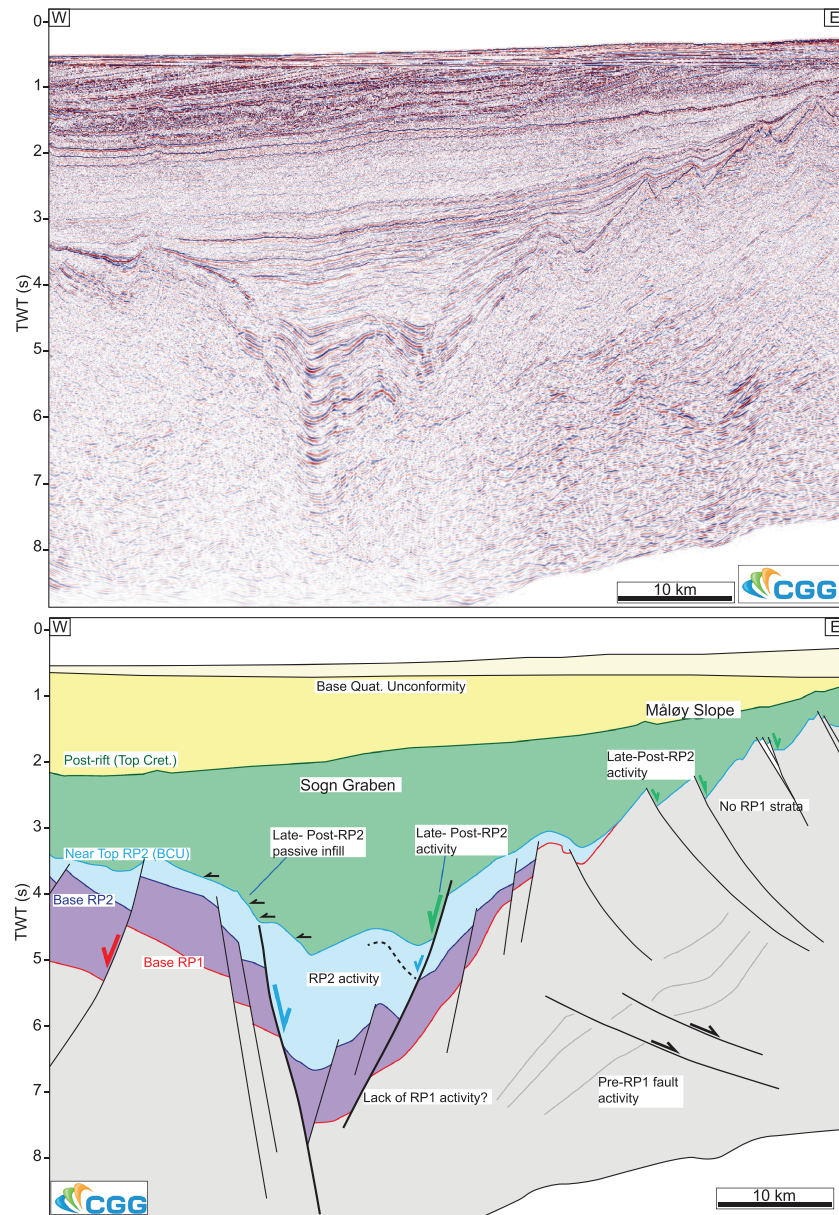 W
E
0
1
2
3
4
5
6
7
8
TWT (s)
10 km
CGG
W
E
0
1
2
3
4
5
6
7
8
TWT (s)
Base Quat. Unconformity
Måløy Slope
Post-rift (Top Cret.)
Sogn Graben
Late-Post-RP2
activity
No RP1 strata
Late- Post-RP2
passive infill
Late- Post-RP2
activity
Near Top RP2 (BCU)
Base RP2
Base RP1
RP2 activity
Lack of RP1 activity?
Pre-RP1 fault
activity
CGG
10 km